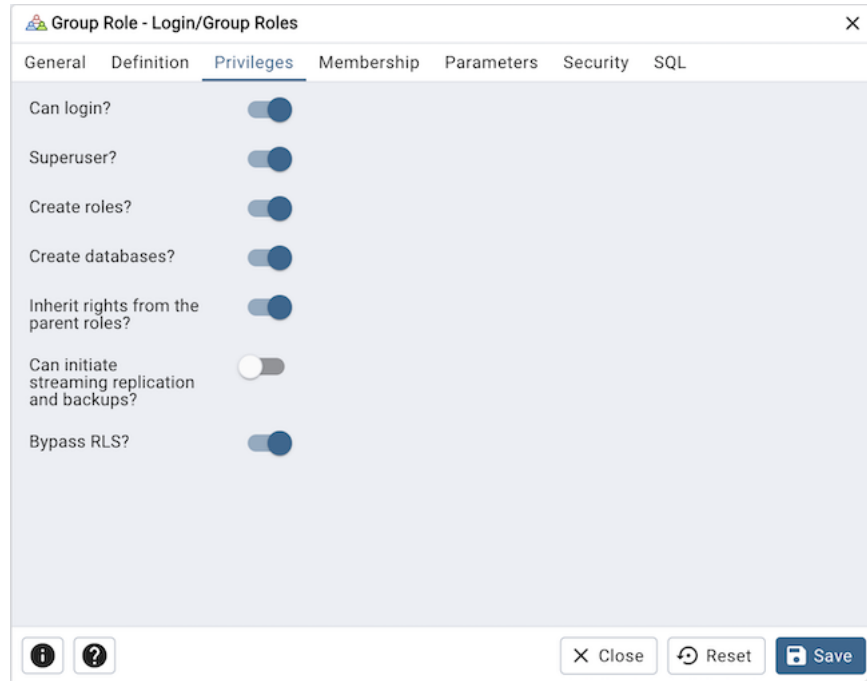 Group Role - Login/Group Roles
General Definition Privileges Membership Parameters Security SQL
Can login?
Superuser?
Create roles?
Create databases?
Inherit rights from the
parent roles?
Can initiate
streaming replication
and backups?
Bypass RLS?
Close Reset Save